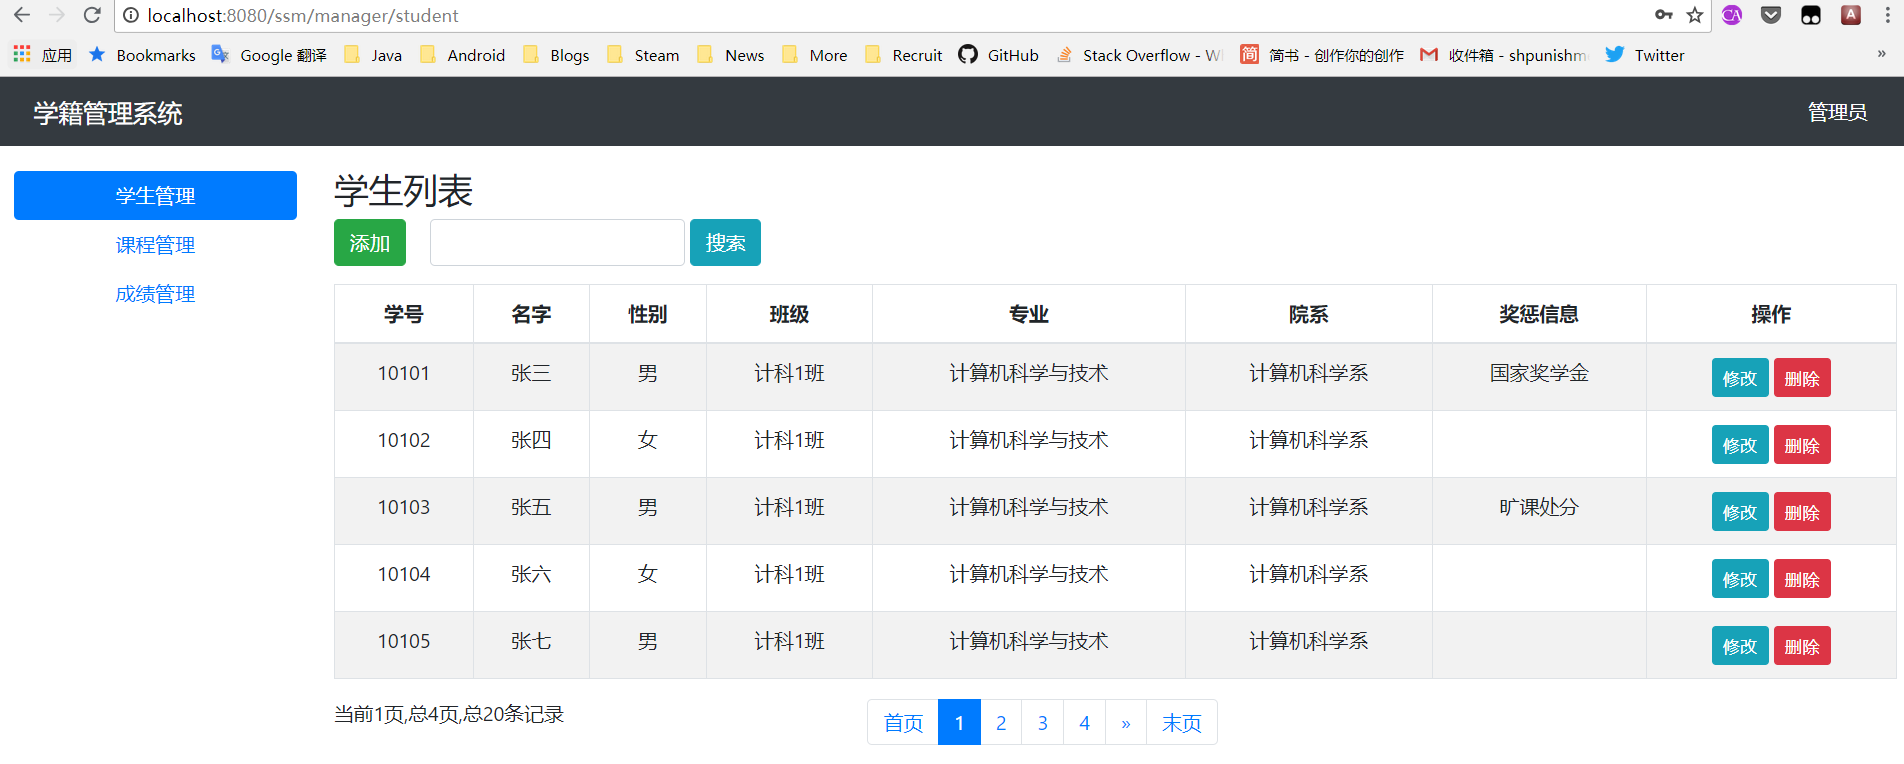 localhost:8080/ssm/manager/student
应用 Bookmarks Google 翻译 Java Android Blogs Steam News More Recruit GitHub Stack Overflow - W 简书 - 创作你的创作 收件箱 - shpunishm Twitter »
学籍管理系统 管理员
学生管理
课程管理
成绩管理
学生列表
添加 搜索
学号 名字 性别 班级 专业 院系 奖惩信息 操作
10101 张三 男 计科1班 计算机科学与技术 计算机科学系 国家奖学金 修改 删除
10102 张四 女 计科1班 计算机科学与技术 计算机科学系 修改 删除
10103 张五 男 计科1班 计算机科学与技术 计算机科学系 旷课处分 修改 删除
10104 张六 女 计科1班 计算机科学与技术 计算机科学系 修改 删除
10105 张七 男 计科1班 计算机科学与技术 计算机科学系 修改 删除
当前1页,总4页,总20条记录 首页 1 2 3 4 » 末页